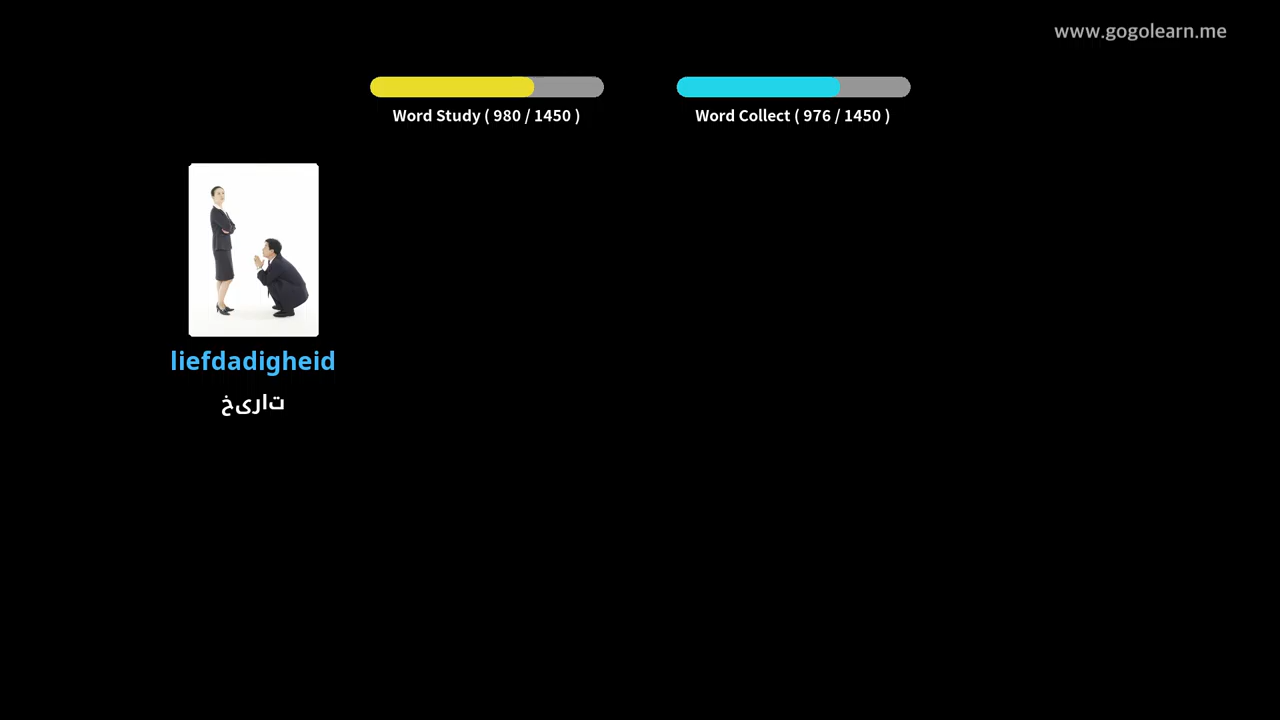 www.gogolearn.me
Word Study ( 980 / 1450 )
Word Collect ( 976 / 1450 )
liefdadigheid
تاریخ